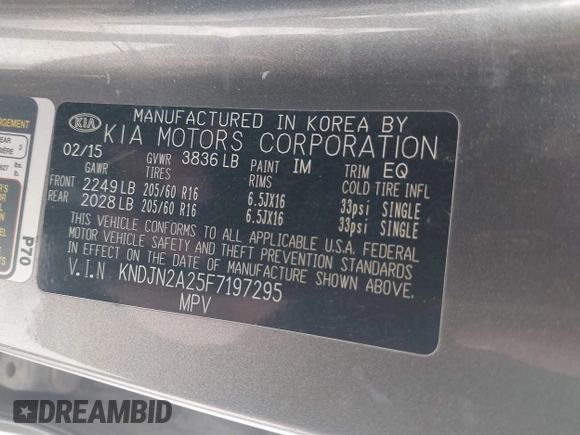 MANUFACTURED IN KOREA BY
KIA KIA MOTORS CORPORATION
02/15 GVWR 3836 LB PAINT IM TRIM EQ
GAWR TIRES RIMS COLD TIRE INFL
FRONT 2249 LB 205/60 R16 6.5JX16 33psi SINGLE
REAR 2028 LB 205/60 R16 6.5JX16 33psi SINGLE
THIS VEHICLE CONFORMS TO ALL APPLICABLE U.S.A. FEDERAL
MOTOR VEHICLE SAFETY AND THEFT PREVENTION STANDARDS
IN EFFECT ON THE DATE OF MANUFACTURE SHOWN ABOVE.
V.I.N KNDJN2A25F7197295
MPV
P70
DREAMBID